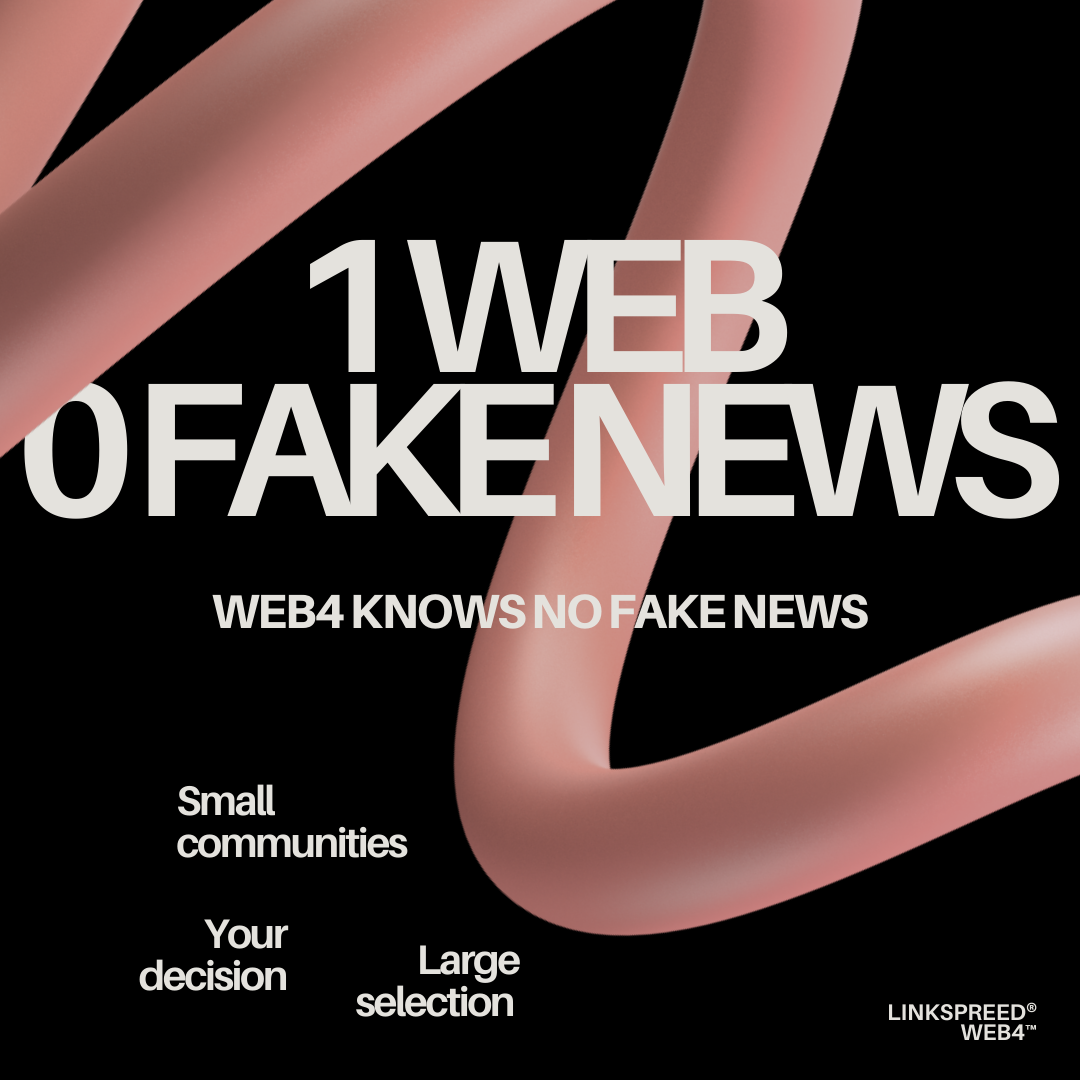 1 WEB
0 FAKE NEWS
WEB4 KNOWS NO FAKE NEWS
Small
communities
Your
decision
Large
selection
LINKSPREED®
WEB4™